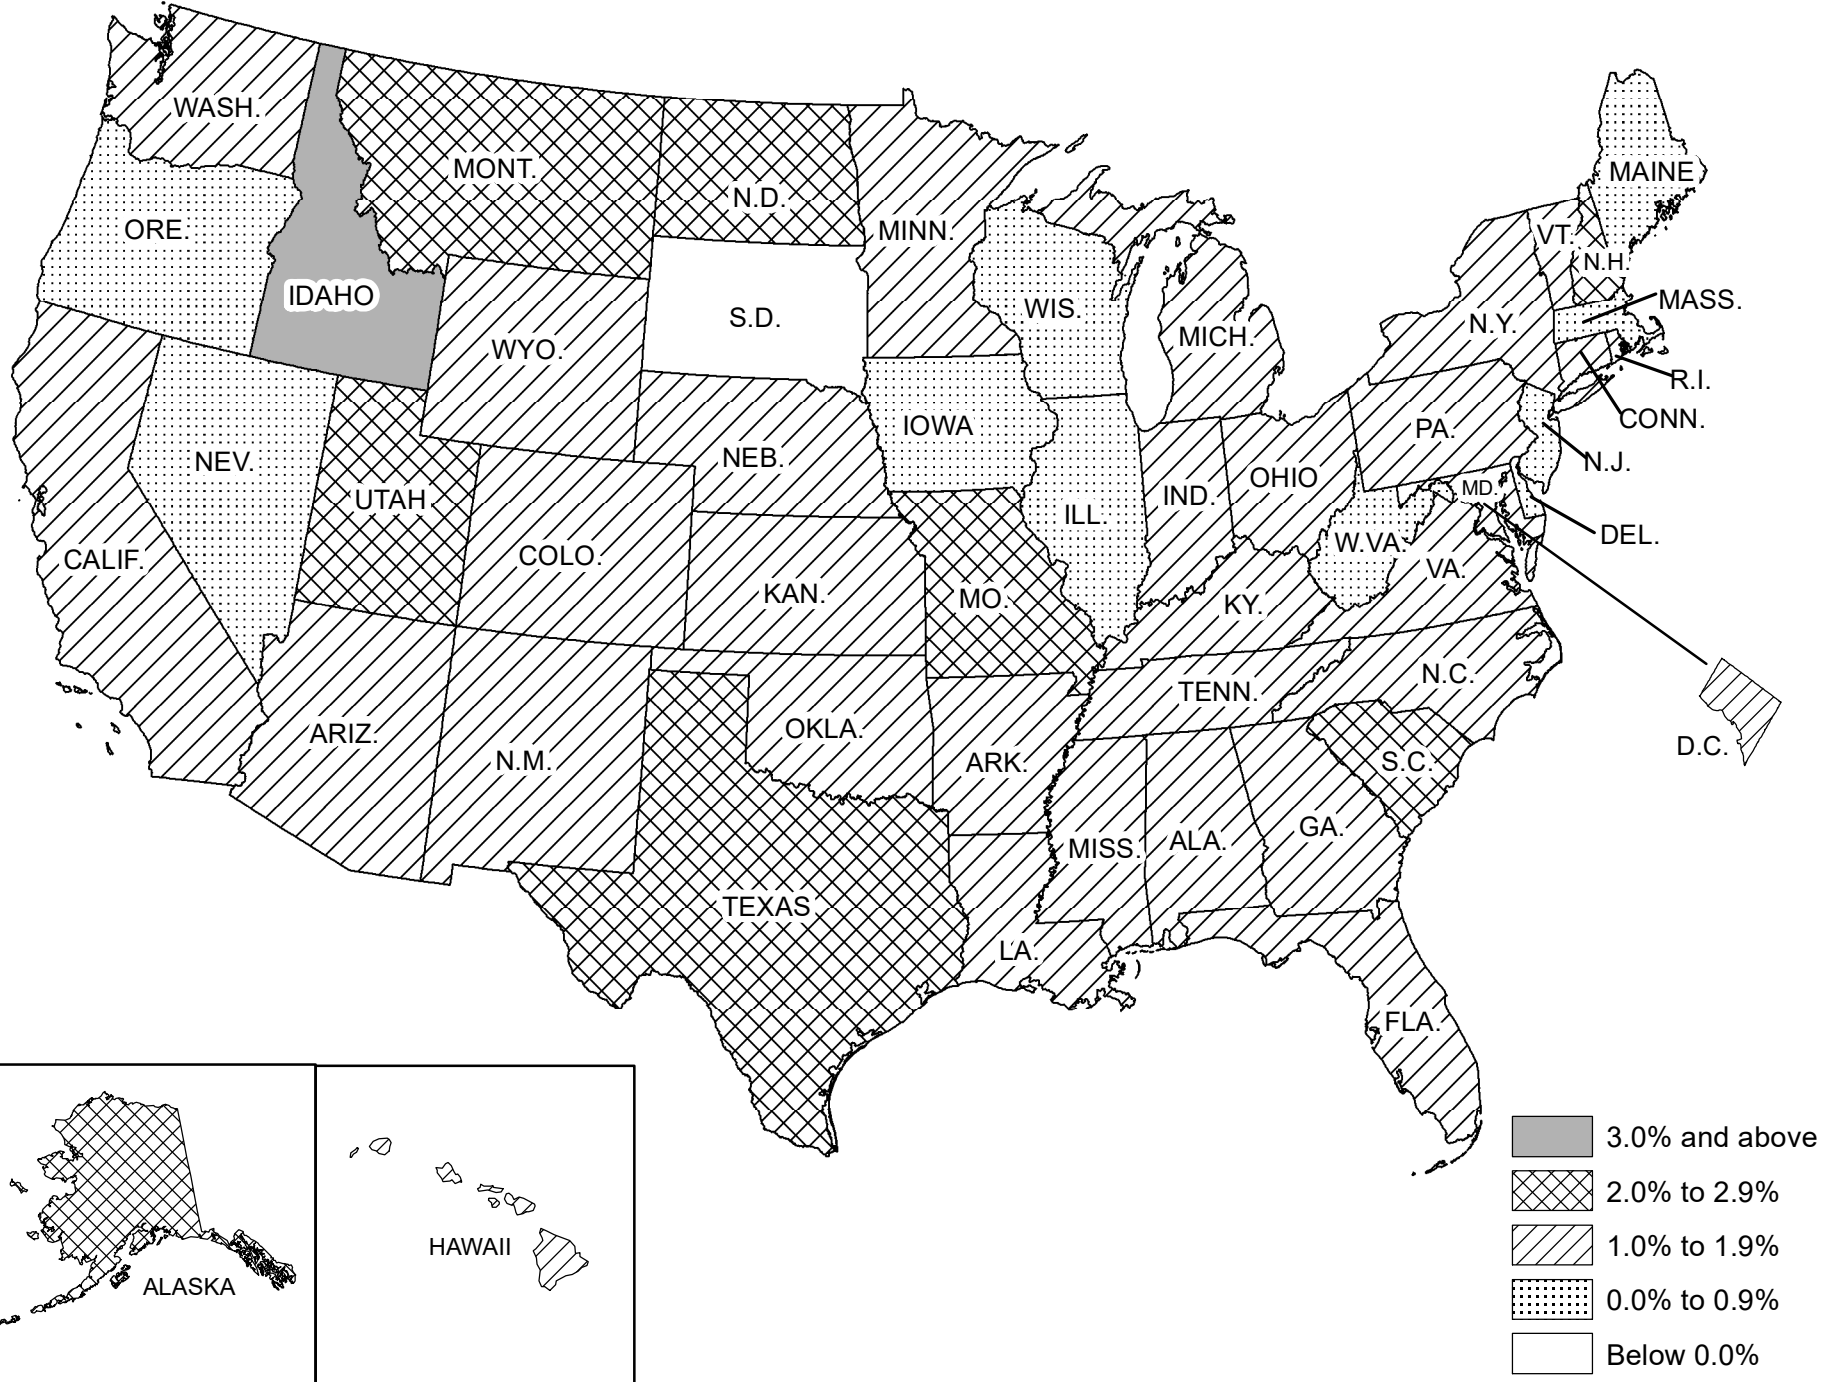 WASH.
MONT.
N.D.
MINN.
MAINE
ORE.
VT.
N.H.
IDAHO
MASS.
WIS.
S.D.
N.Y.
MICH.
WYO.
R.I.
CONN.
IOWA
PA.
NEV.
NEB.
N.J.
OHIO
MD.
IND.
UTAH
ILL.
DEL.
W.VA.
COLO.
CALIF.
VA.
KAN.
MO.
KY.
N.C.
TENN.
OKLA.
ARIZ.
D.C.
N.M.
ARK.
S.C.
GA.
ALA.
MISS.
TEXAS
LA.
FLA.
HAWAII
ALASKA
3.0% and above
2.0% to 2.9%
1.0% to 1.9%
0.0% to 0.9%
Below 0.0%